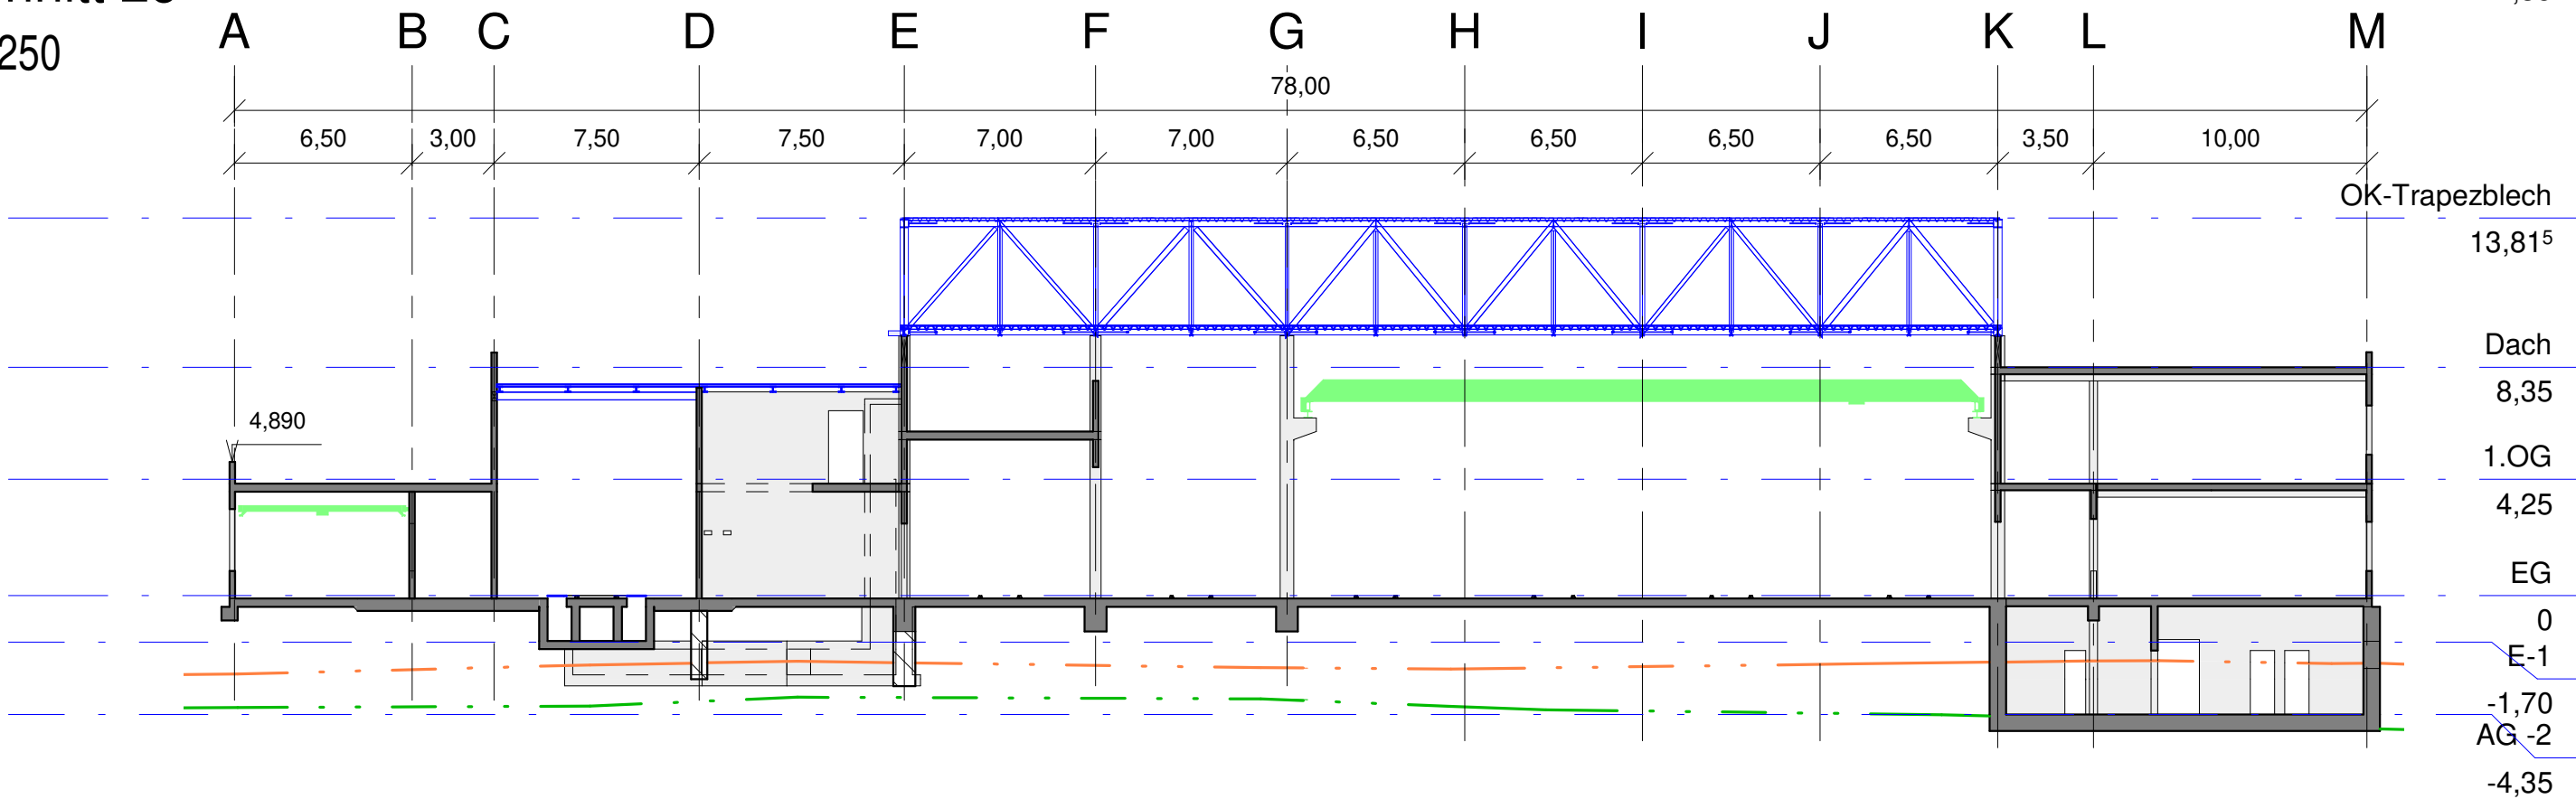 250
A B C D E F G H I J K L M
78,00
6,50 3,00 7,50 7,50 7,00 7,00 6,50 6,50 6,50 6,50 3,50 10,00
OK-Trapezblech
13,81⁵
Dach
8,35
4,890
1.OG
4,25
EG
0
E-1
-1,70
AG -2
-4,35